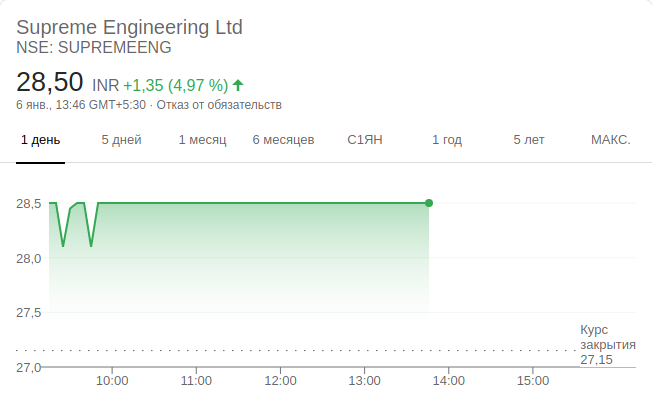 Supreme Engineering Ltd
NSE: SUPREMEENG
28,50 INR +1,35 (4,97 %)
6 янв., 13:46 GMT+5:30 · Отказ от обязательств
1 день 5 дней 1 месяц 6 месяцев С1ЯН 1 год 5 лет МАКС.
28,5
28,0
27,5
Курс
закрытия
27,15
27,0
10:00 11:00 12:00 13:00 14:00 15:00